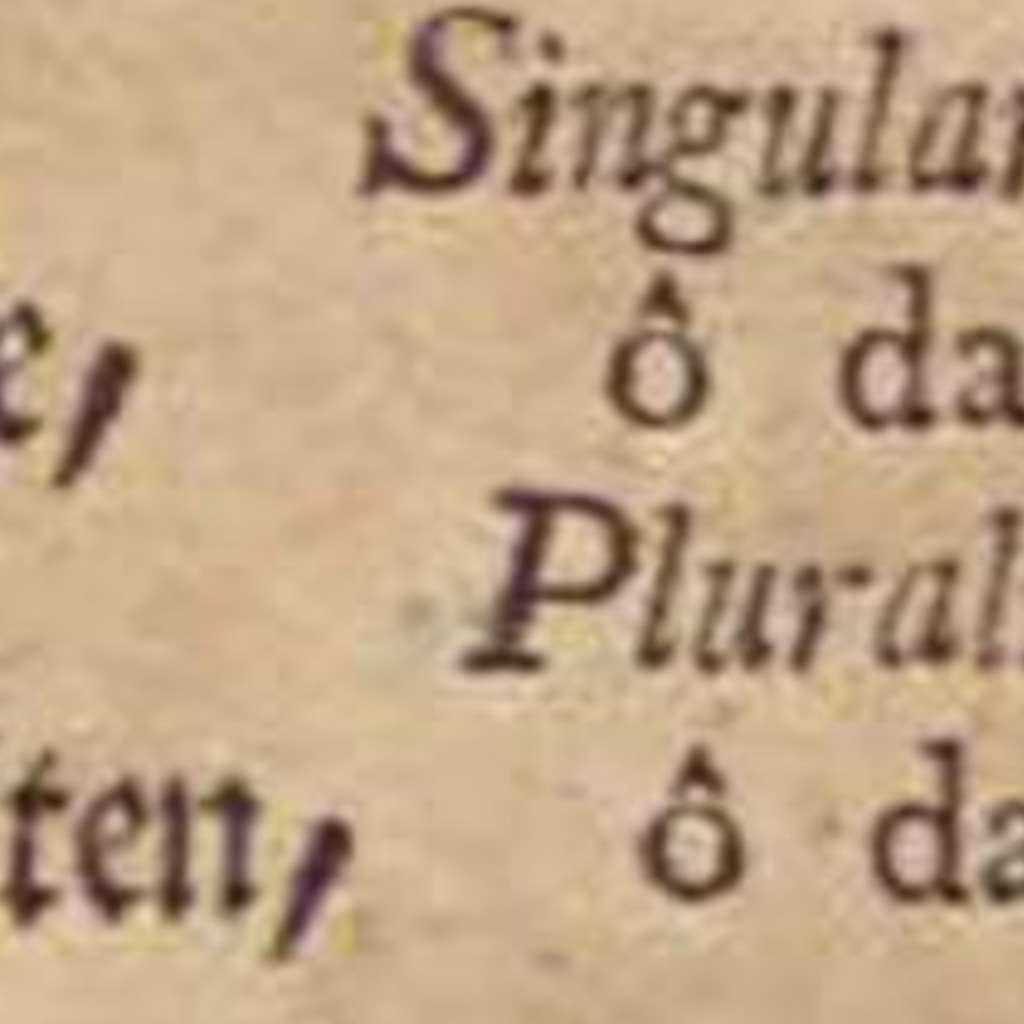 Singular
e, ô da
Plural
ten, ô da